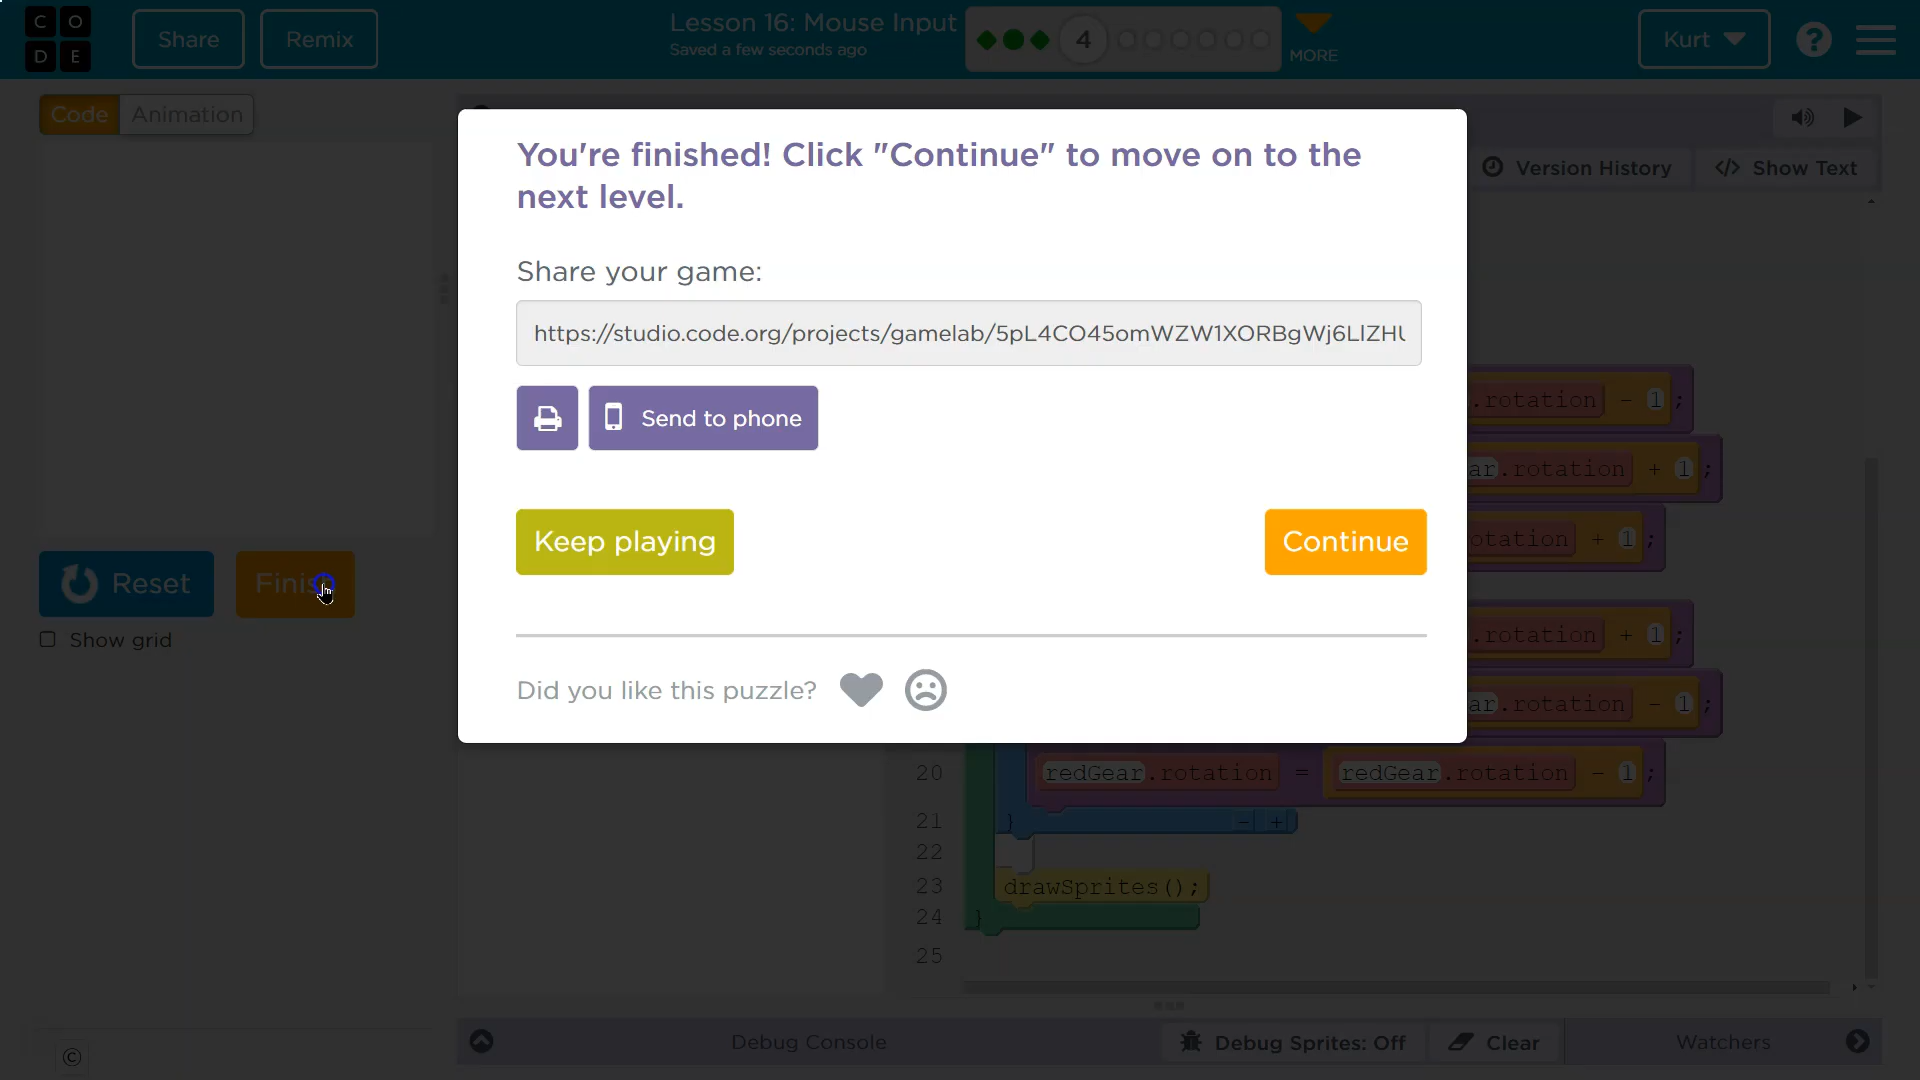 CODE
Share
Remix
Lesson 16: Mouse Input
Saved a few seconds ago
4
MORE
Kurt
?
Code
Animation
Version History
</> Show Text
You're finished! Click "Continue" to move on to the
next level.
Share your game:
https://studio.code.org/projects/gamelab/5pL4CO45omWZW1XORBgWj6LlZHU
Send to phone
Keep playing
Continue
Did you like this puzzle?
Reset
Show grid
.rotation - 1;
ar.rotation + 1;
otation + 1;
.rotation + 1;
ar.rotation - 1;
20 redGear.rotation = redGear.rotation - 1;
21 } - +
22
23 drawSprites();
24 }
25
©
Debug Console
Debug Sprites: Off
Clear
Watchers